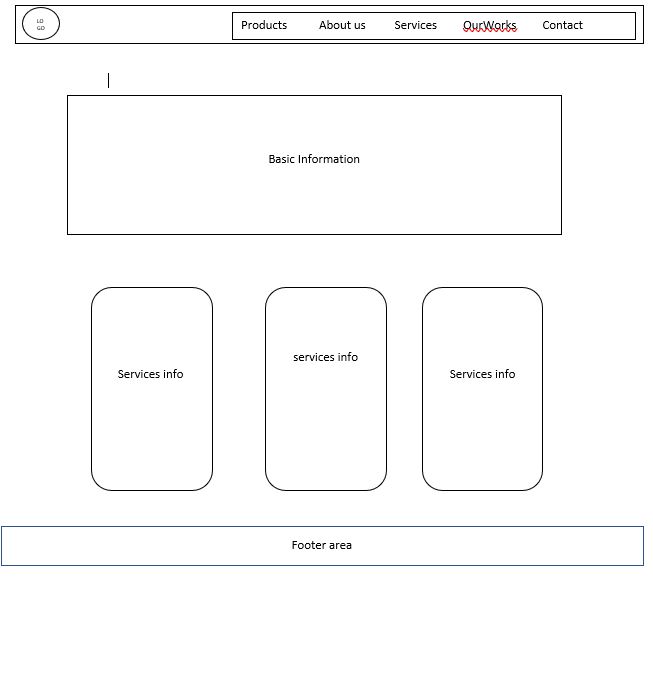 LO
GO
Products About us Services OurWorks Contact
Basic Information
Services info services info Services info
Footer area